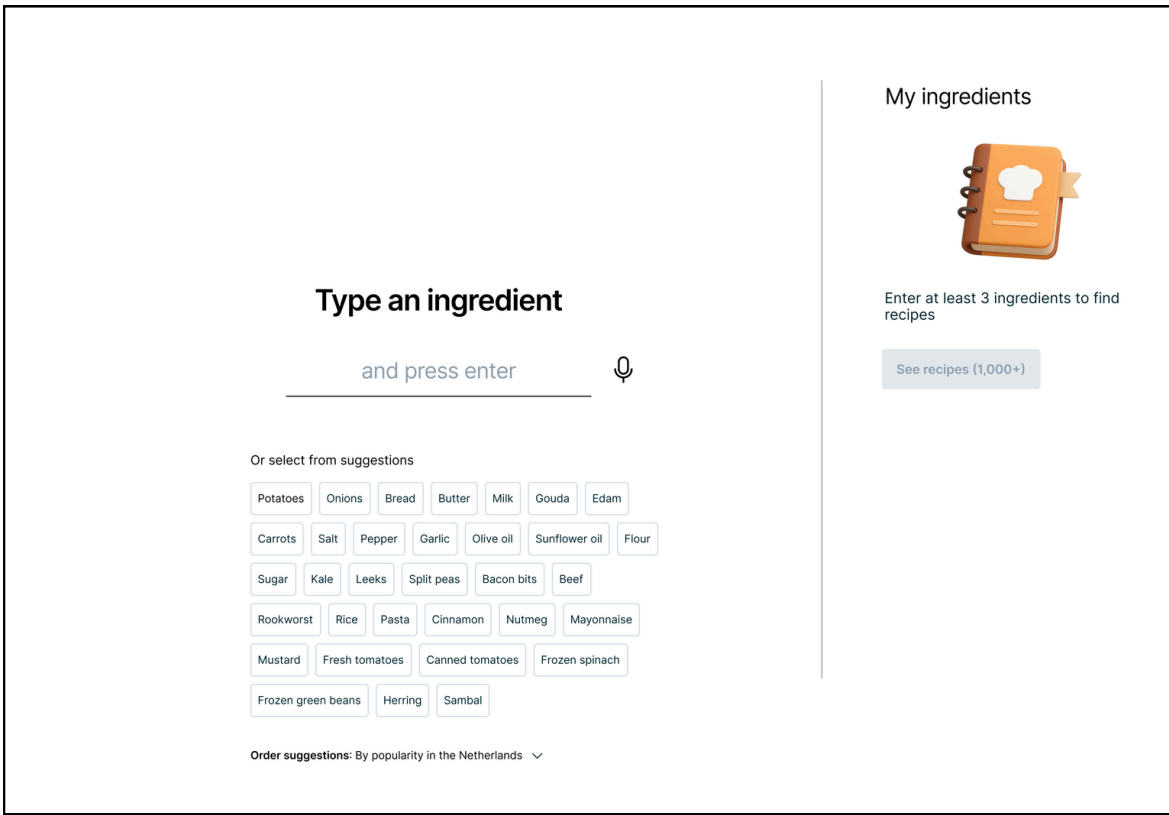 My ingredients
Enter at least 3 ingredients to find
recipes
See recipes (1,000+)
Type an ingredient
and press enter
Or select from suggestions
Potatoes Onions Bread Butter Milk Gouda Edam
Carrots Salt Pepper Garlic Olive oil Sunflower oil Flour
Sugar Kale Leeks Split peas Bacon bits Beef
Rookworst Rice Pasta Cinnamon Nutmeg Mayonnaise
Mustard Fresh tomatoes Canned tomatoes Frozen spinach
Frozen green beans Herring Sambal
Order suggestions: By popularity in the Netherlands